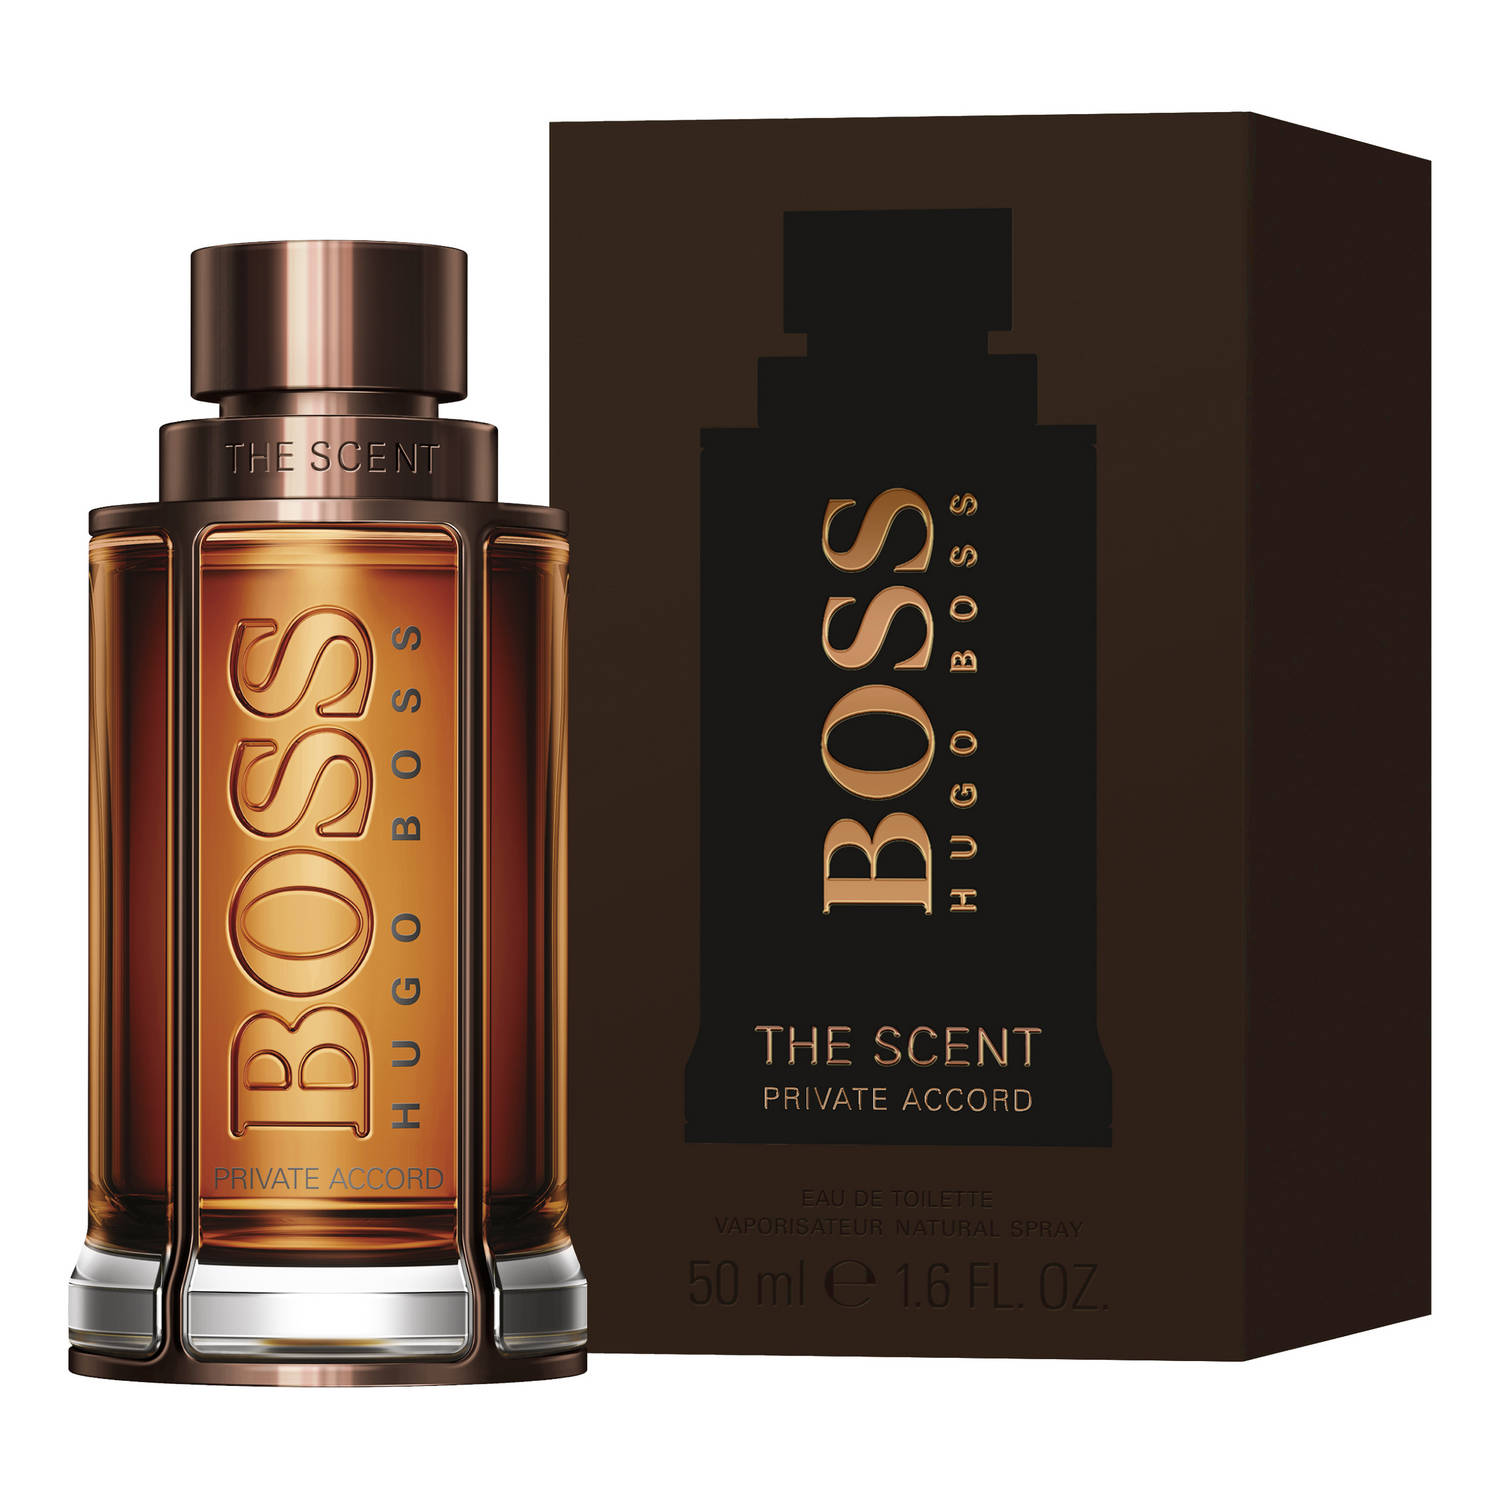 THE SCENT
BOSS
HUGO BOSS
PRIVATE ACCORD
BOSS
HUGO BOSS
THE SCENT
PRIVATE ACCORD
EAU DE TOILETTE
VAPORISATEUR NATURAL SPRAY
50 ml ℮ 1.6 FL. OZ.